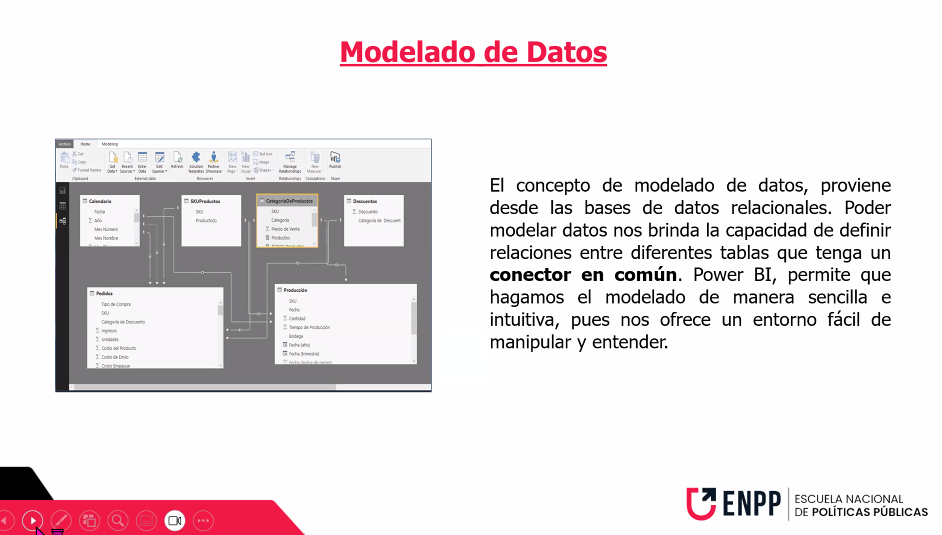 Modelado de Datos
Archivo Home Modeling
Paste
Cut
Copy
Format Painter
Get Data
Recent Sources
Enter Data
Edit Queries
Refresh
Solution Templates
Partner Showcase
New Page
New Visual
Text box
Image
Shapes
Manage Relationships
New Measure
Publish
Clipboard External data Resources Insert Relationships Calculations Share
Calendario
Fecha
Año
Mes Número
Mes Nombre
SKUProductos
SKU
Producto(s)
CategoriaDeProductos
SKU
Categoría
Precio de Venta
Productos
Descuentos
Descuento
Categoría de Descuent
Pedidos
Tipo de Compra
SKU
Categoría de Descuento
Ingresos
Unidades
Costo del Producto
Costo de Envio
Costo Empaque
Producción
SKU
Fecha
Cantidad
Tiempo de Producción
Bodega
Fecha (año)
Fecha (trimestre)
El concepto de modelado de datos, proviene
desde las bases de datos relacionales. Poder
modelar datos nos brinda la capacidad de definir
relaciones entre diferentes tablas que tenga un
conector en común. Power BI, permite que
hagamos el modelado de manera sencilla e
intuitiva, pues nos ofrece un entorno fácil de
manipular y entender.
ENPP
ESCUELA NACIONAL
DE POLÍTICAS PÚBLICAS